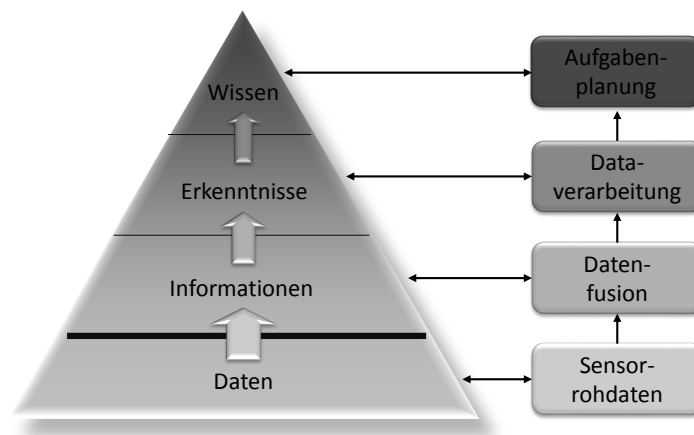 Wissen
Erkenntnisse
Informationen
Daten
Aufgaben-
planung
Data-
verarbeitung
Daten-
fusion
Sensor-
rohdaten